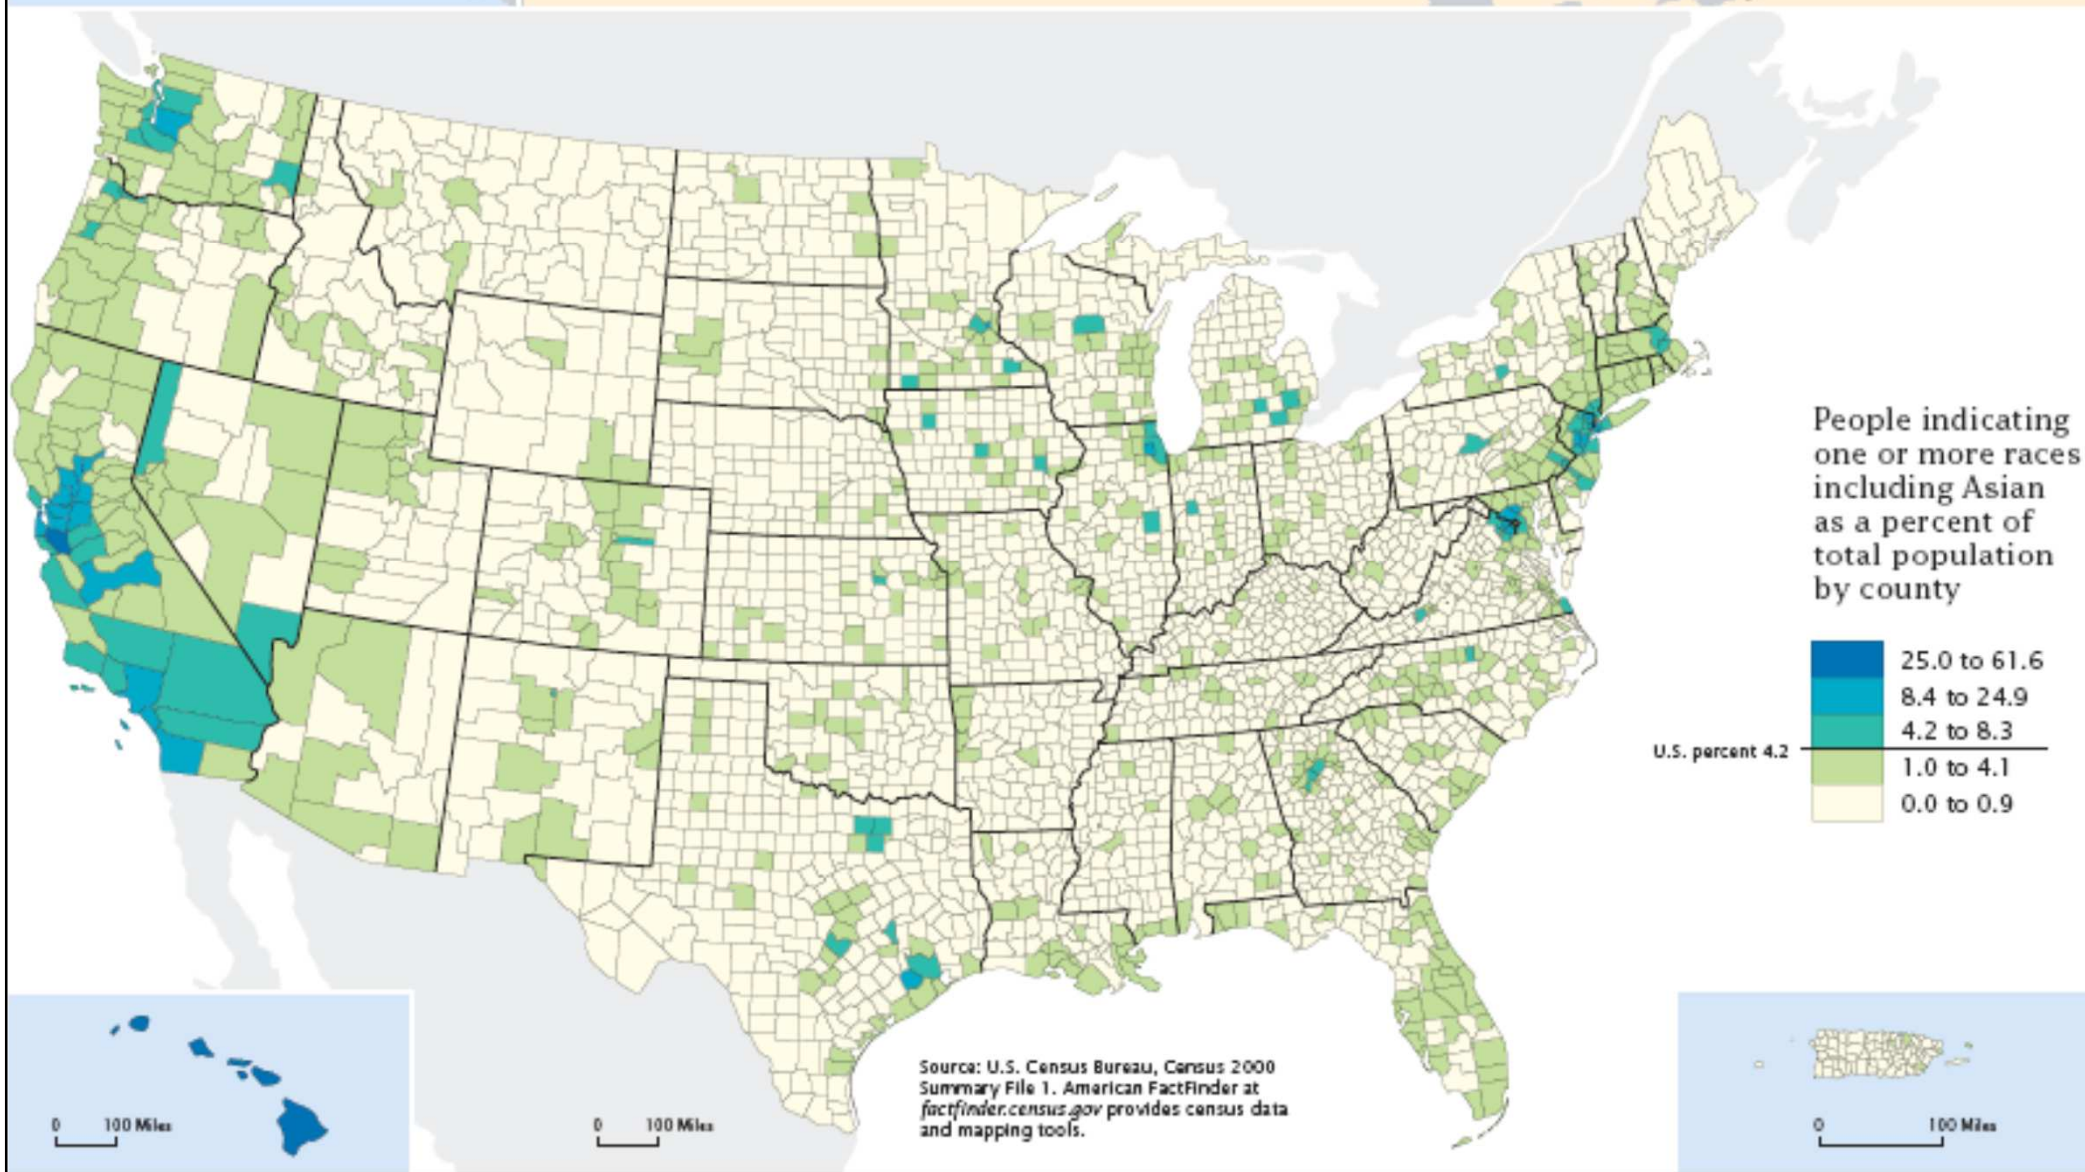 People indicating
one or more races
including Asian
as a percent of
total population
by county
25.0 to 61.6
8.4 to 24.9
4.2 to 8.3
U.S. percent 4.2
1.0 to 4.1
0.0 to 0.9
Source: U.S. Census Bureau, Census 2000
Summary File 1. American FactFinder at
factfinder.census.gov provides census data
and mapping tools.
0 100 Miles
0 100 Miles
0 100 Miles